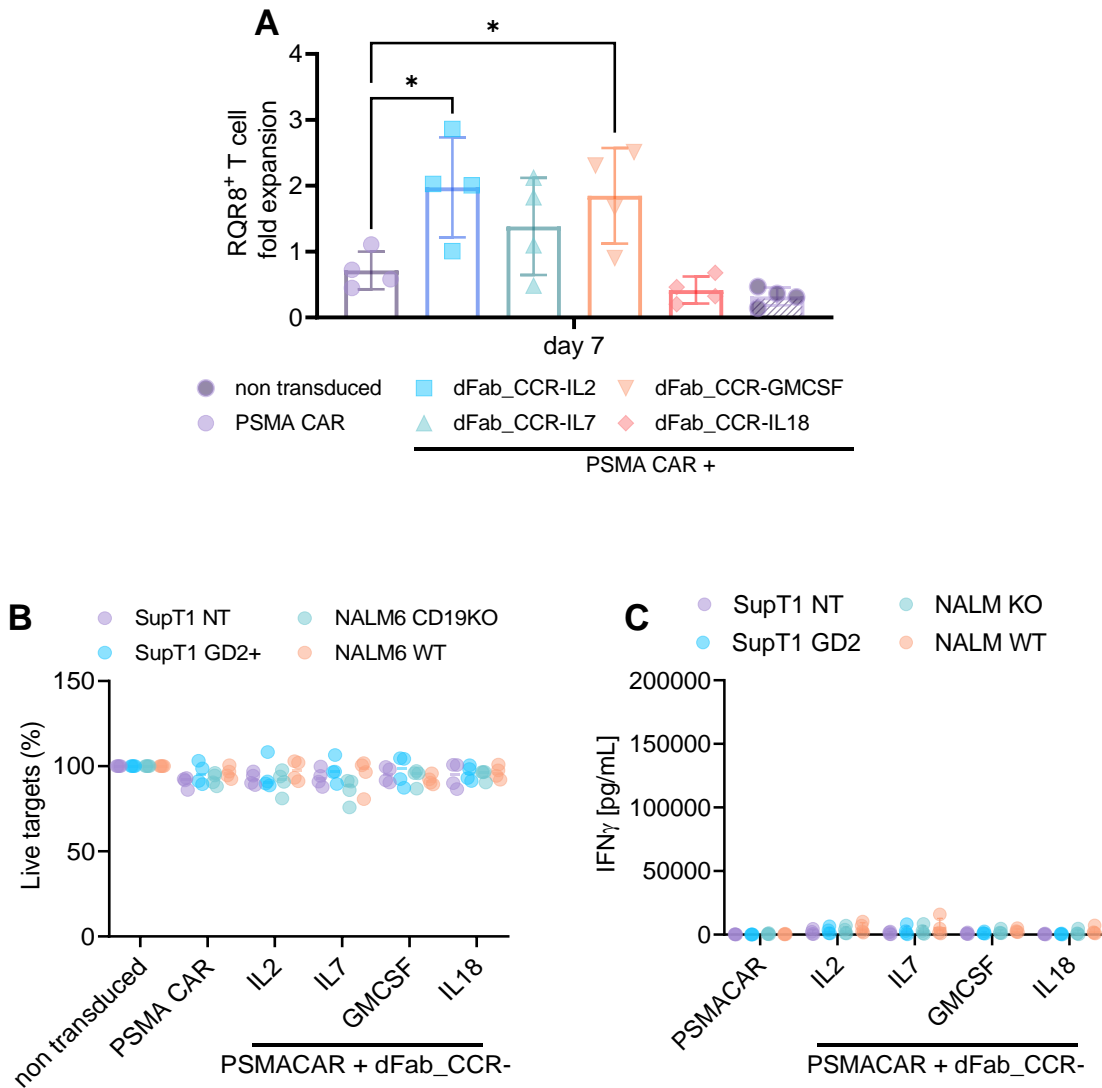 A
*
*
4
3
2
1
0
RQR8⁺ T cell
fold expansion
day 7
non transduced
dFab_CCR-IL2
dFab_CCR-GMCSF
PSMA CAR
dFab_CCR-IL7
dFab_CCR-IL18
PSMA CAR +
B
SupT1 NT
NALM6 CD19KO
SupT1 GD2+
NALM6 WT
150
100
50
0
Live targets (%)
non transduced
PSMA CAR
IL2
IL7
GMCSF
IL18
PSMACAR + dFab_CCR-
C
SupT1 NT
NALM KO
SupT1 GD2
NALM WT
200000
150000
100000
50000
0
IFNγ [pg/mL]
PSMACAR
IL2
IL7
GMCSF
IL18
PSMACAR + dFab_CCR-